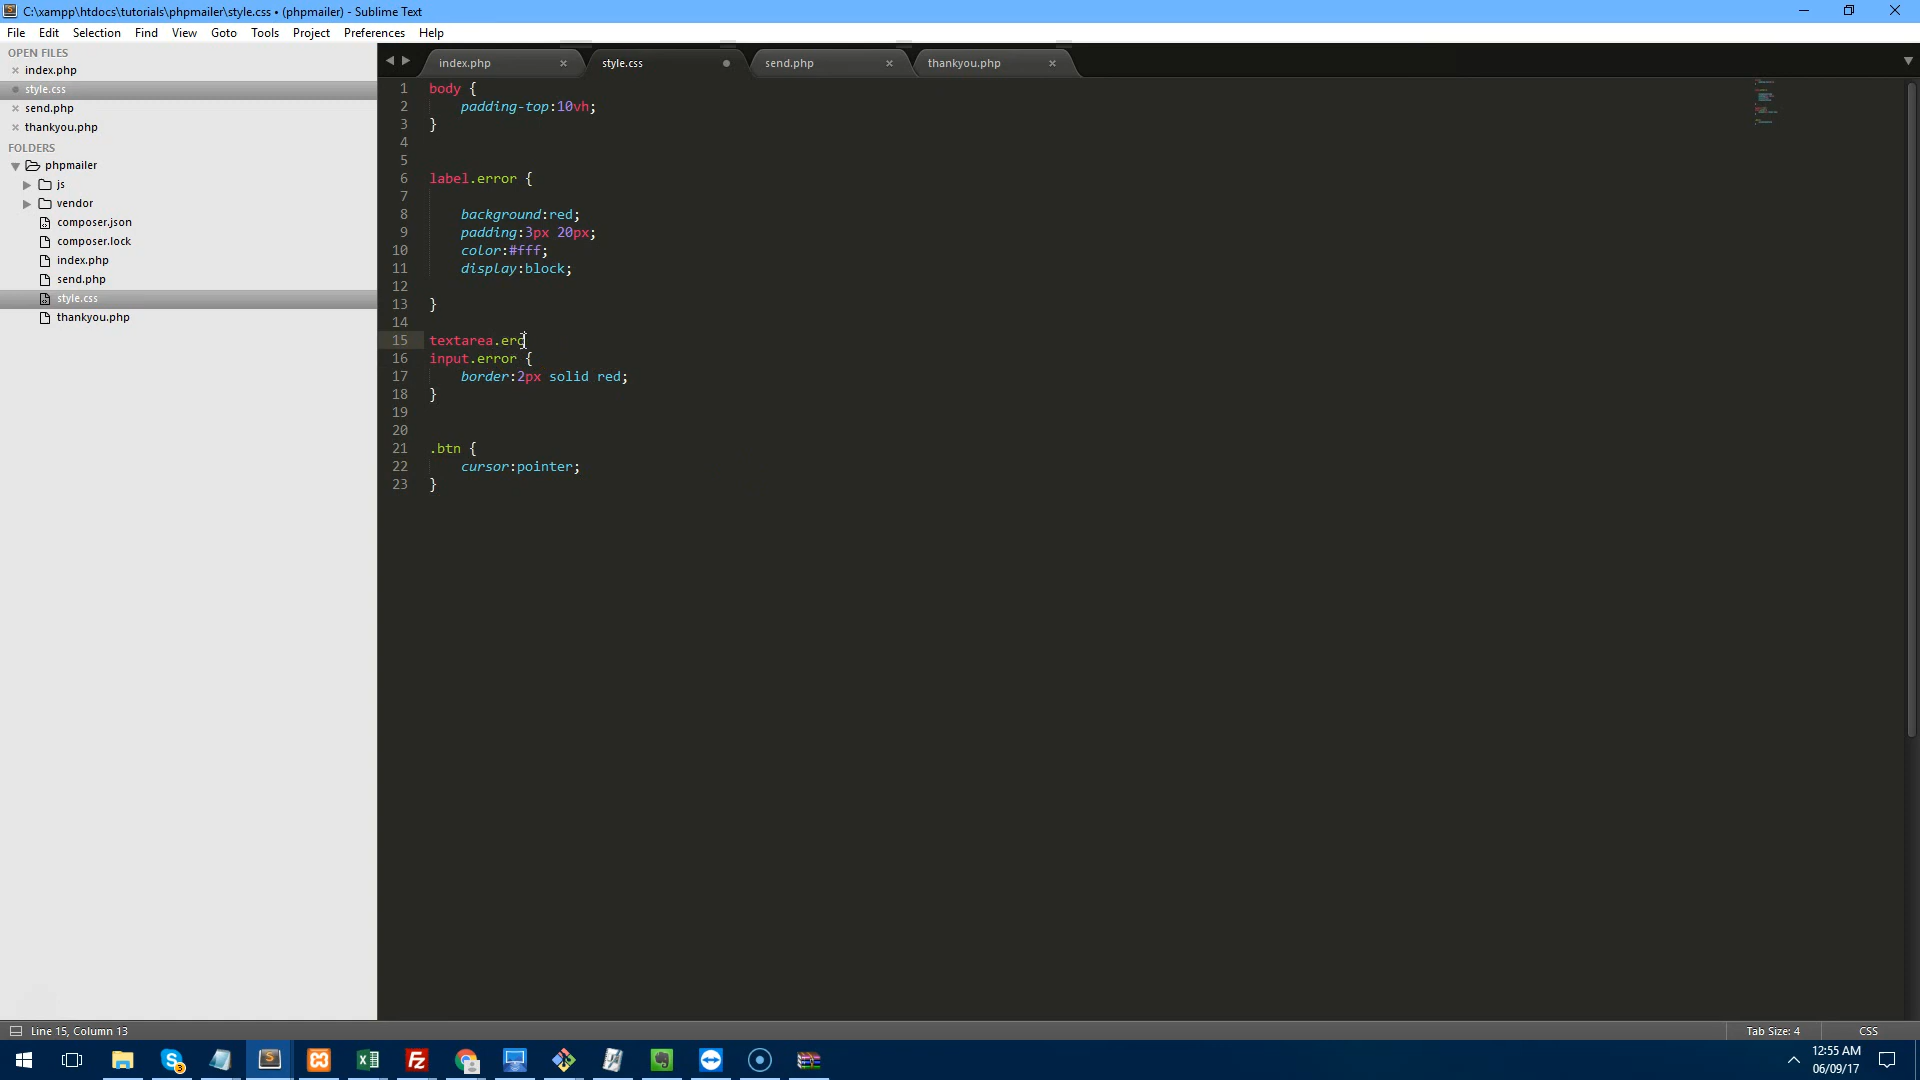 C:\xampp\htdocs\tutorials\phpmailer\style.css • (phpmailer) - Sublime Text
File Edit Selection Find View Goto Tools Project Preferences Help
OPEN FILES
index.php
style.css
send.php
thankyou.php
FOLDERS
phpmailer
js
vendor
composer.json
composer.lock
index.php
send.php
style.css
thankyou.php
index.php style.css send.php thankyou.php
1 body {
2 padding-top:10vh;
3 }
4
5
6 label.error {
7
8 background:red;
9 padding:3px 20px;
10 color:#fff;
11 display:block;
12
13 }
14
15 textarea.ero
16 input.error {
17 border:2px solid red;
18 }
19
20
21 .btn {
22 cursor:pointer;
23 }
Line 15, Column 13 Tab Size: 4 CSS
3
12:55 AM
06/09/17